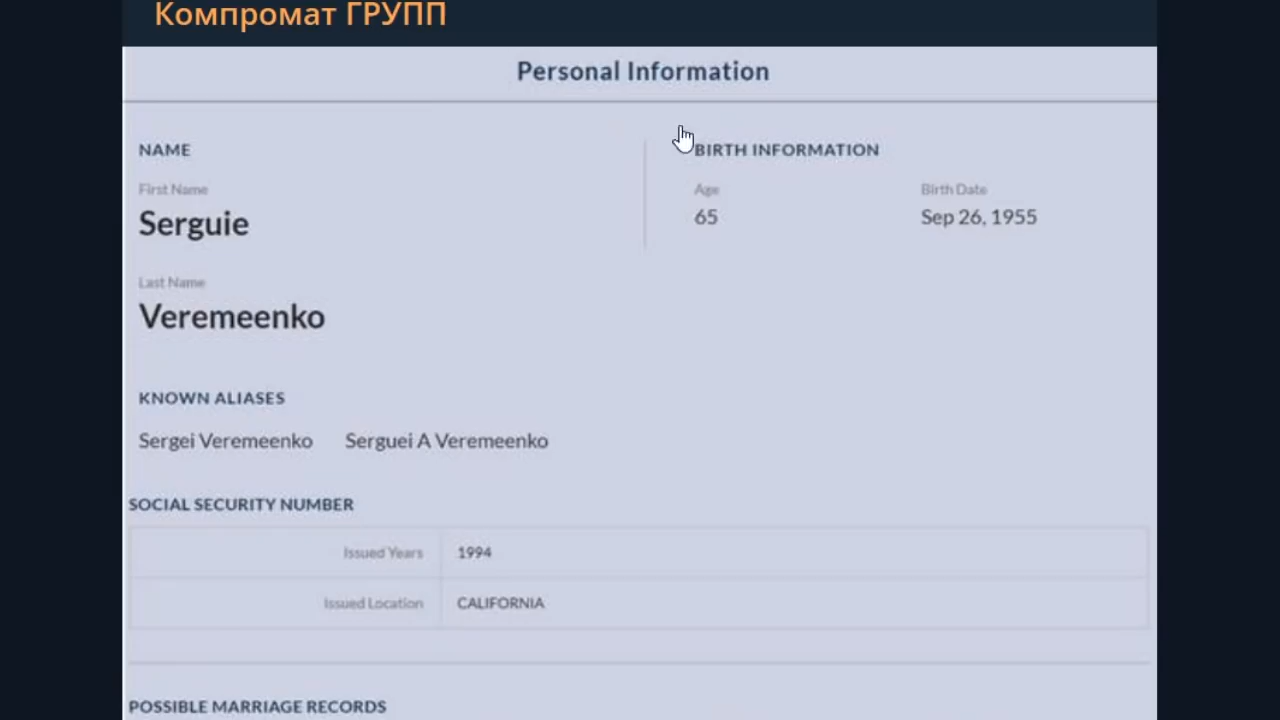 Компромат ГРУПП
Personal Information
NAME
BIRTH INFORMATION
First Name
Age
Birth Date
Serguie
65
Sep 26, 1955
Last Name
Veremeenko
KNOWN ALIASES
Sergei Veremeenko
Serguei A Veremeenko
SOCIAL SECURITY NUMBER
Issued Years
1994
Issued Location
CALIFORNIA
POSSIBLE MARRIAGE RECORDS